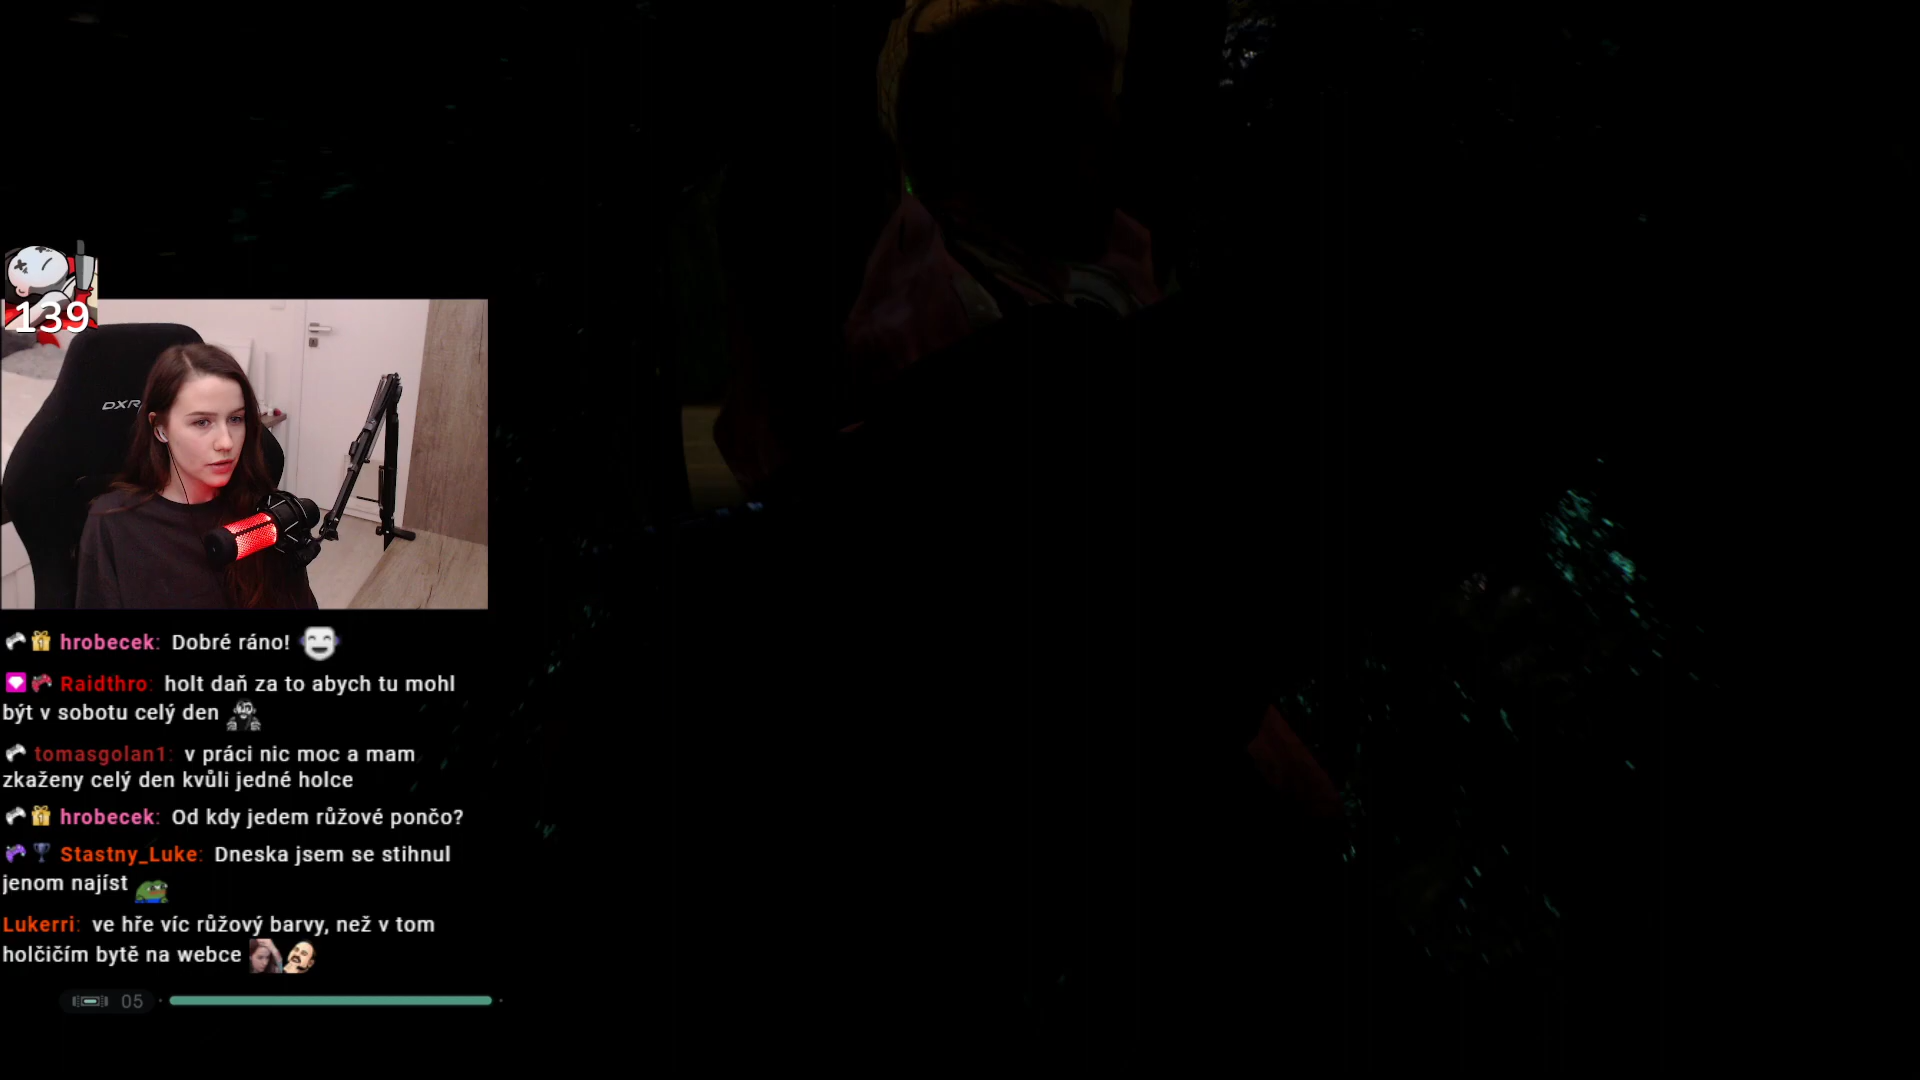 139
DXR
hrobecek: Dobré ráno!
Raidthro: holt daň za to abych tu mohl
být v sobotu celý den
tomasgolan1: v práci nic moc a mam
zkaženy celý den kvůli jedné holce
hrobecek: Od kdy jedem růžové pončo?
Stastny_Luke: Dneska jsem se stihnul
jenom najíst
Lukerri: ve hře víc růžový barvy, než v tom
holčičím bytě na webce
05